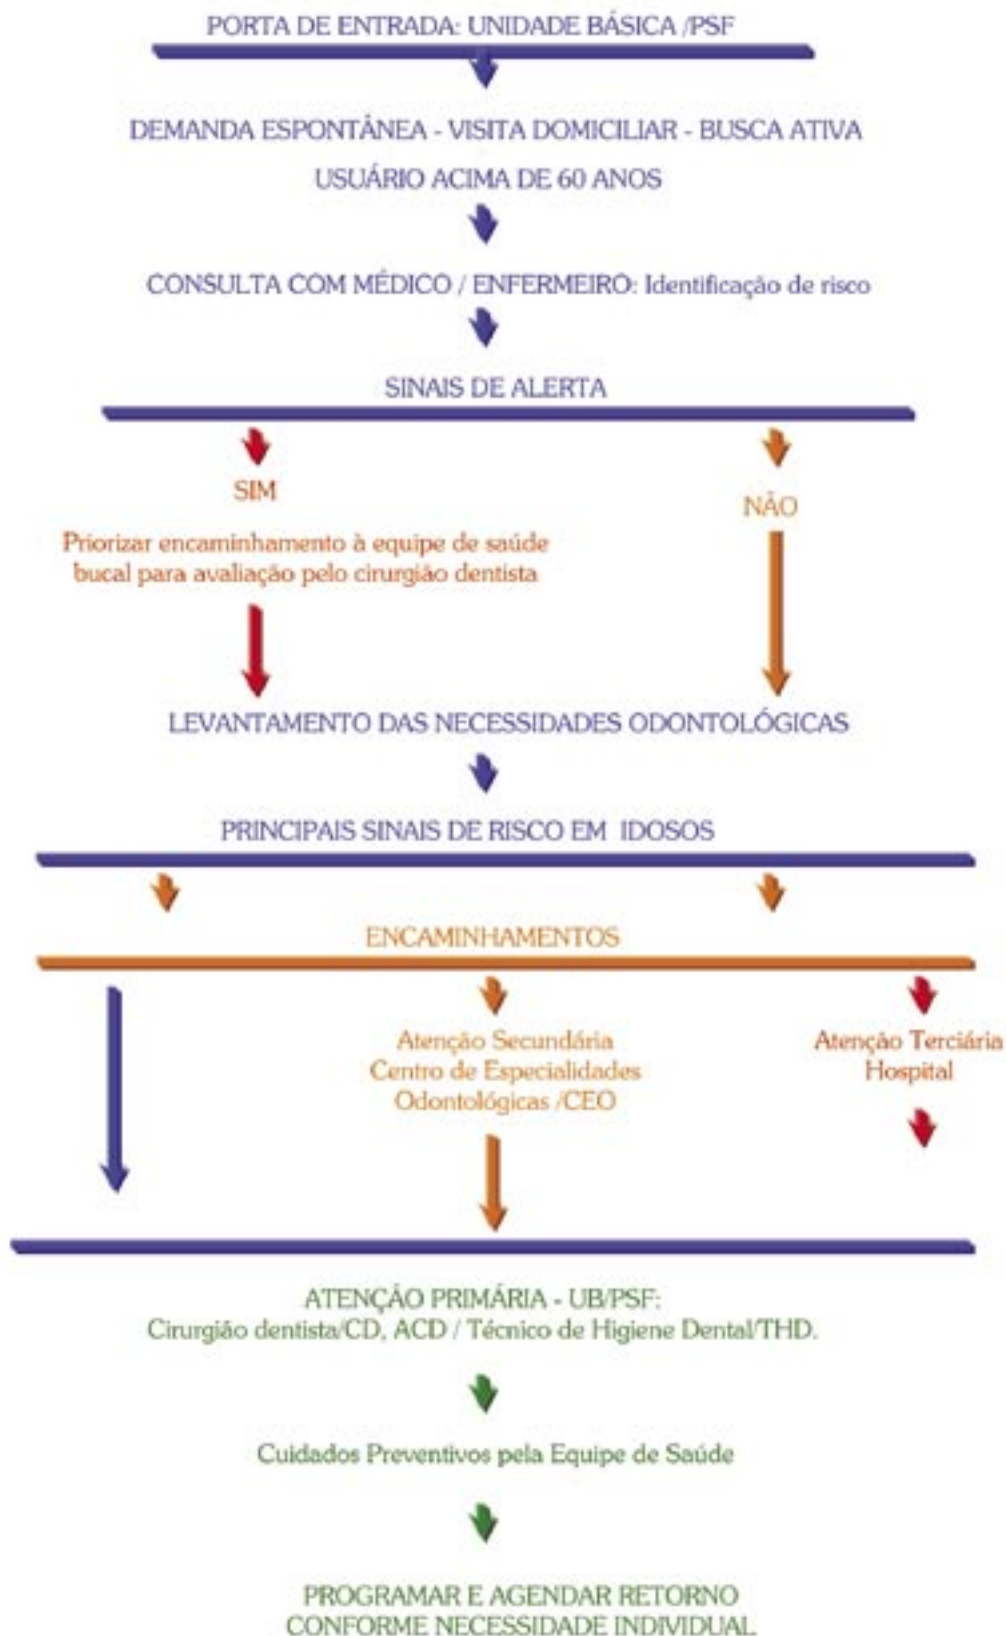 PORTA DE ENTRADA: UNIDADE BÁSICA /PSF
DEMANDA ESPONTÂNEA - VISITA DOMICILIAR - BUSCA ATIVA
USUÁRIO ACIMA DE 60 ANOS
CONSULTA COM MÉDICO / ENFERMEIRO: Identificação de risco
SINAIS DE ALERTA
SIM
NÃO
Priorizar encaminhamento à equipe de saúde
bucal para avaliação pelo cirurgião dentista
LEVANTAMENTO DAS NECESSIDADES ODONTOLÓGICAS
PRINCIPAIS SINAIS DE RISCO EM IDOSOS
ENCAMINHAMENTOS
Atenção Secundária
Centro de Especialidades
Odontológicas /CEO
Atenção Terciária
Hospital
ATENÇÃO PRIMÁRIA - UB/PSF:
Cirurgião dentista/CD, ACD / Técnico de Higiene Dental/THD.
Cuidados Preventivos pela Equipe de Saúde
PROGRAMAR E AGENDAR RETORNO
CONFORME NECESSIDADE INDIVIDUAL